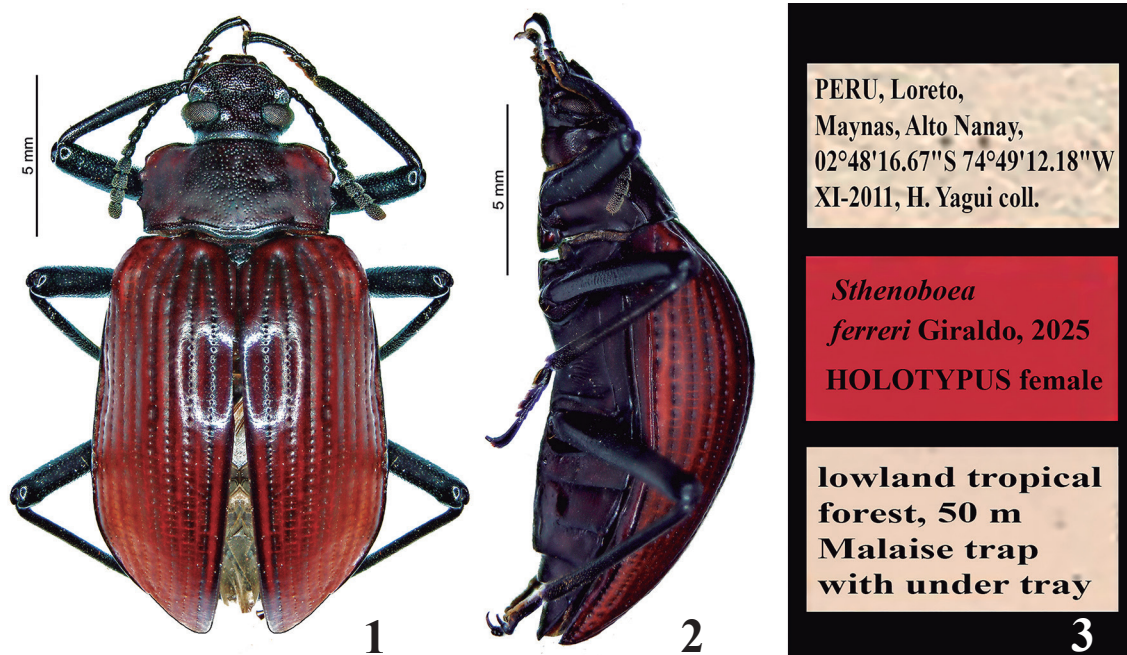 5 mm
1
5 mm
2
PERU, Loreto,
Maynas, Alto Nanay,
02°48'16.67"S 74°49'12.18"W
XI-2011, H. Yagui coll.
Sthenoboea
ferreri Giraldo, 2025
HOLOTYPUS female
lowland tropical
forest, 50 m
Malaise trap
with under tray
3